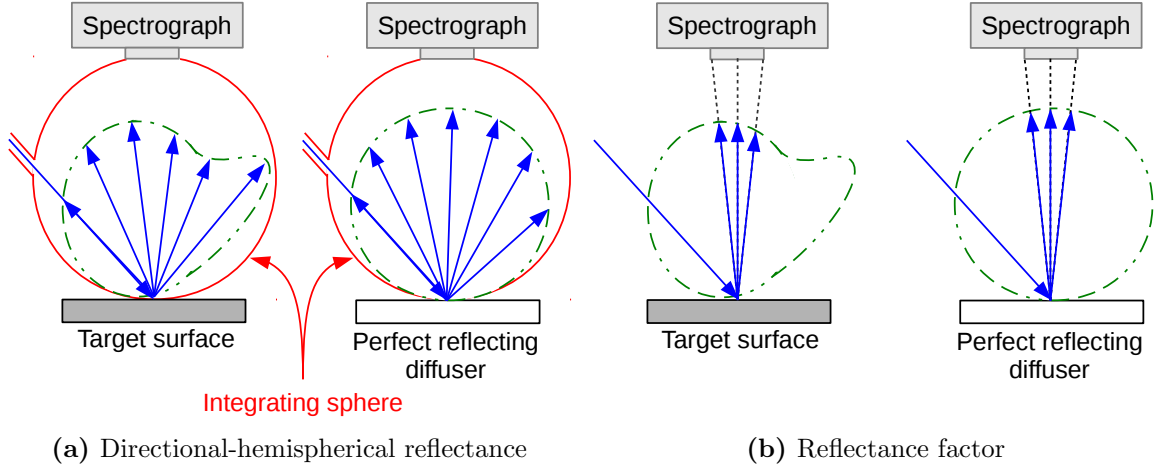 Spectrograph
Spectrograph
Spectrograph
Spectrograph
Target surface
Perfect reflecting
diffuser
Target surface
Perfect reflecting
diffuser
Integrating sphere
(a) Directional-hemispherical reflectance
(b) Reflectance factor